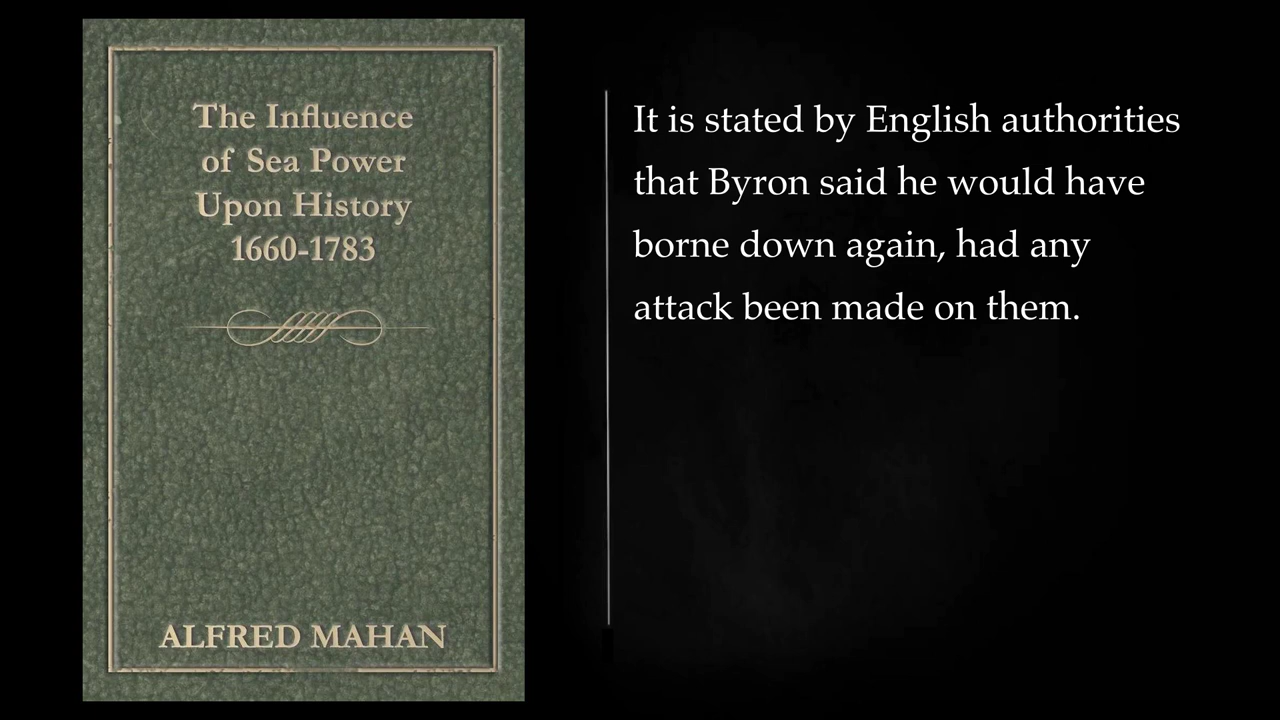 The Influence
of Sea Power
Upon History
1660-1783
ALFRED MAHAN
It is stated by English authorities
that Byron said he would have
borne down again, had any
attack been made on them.